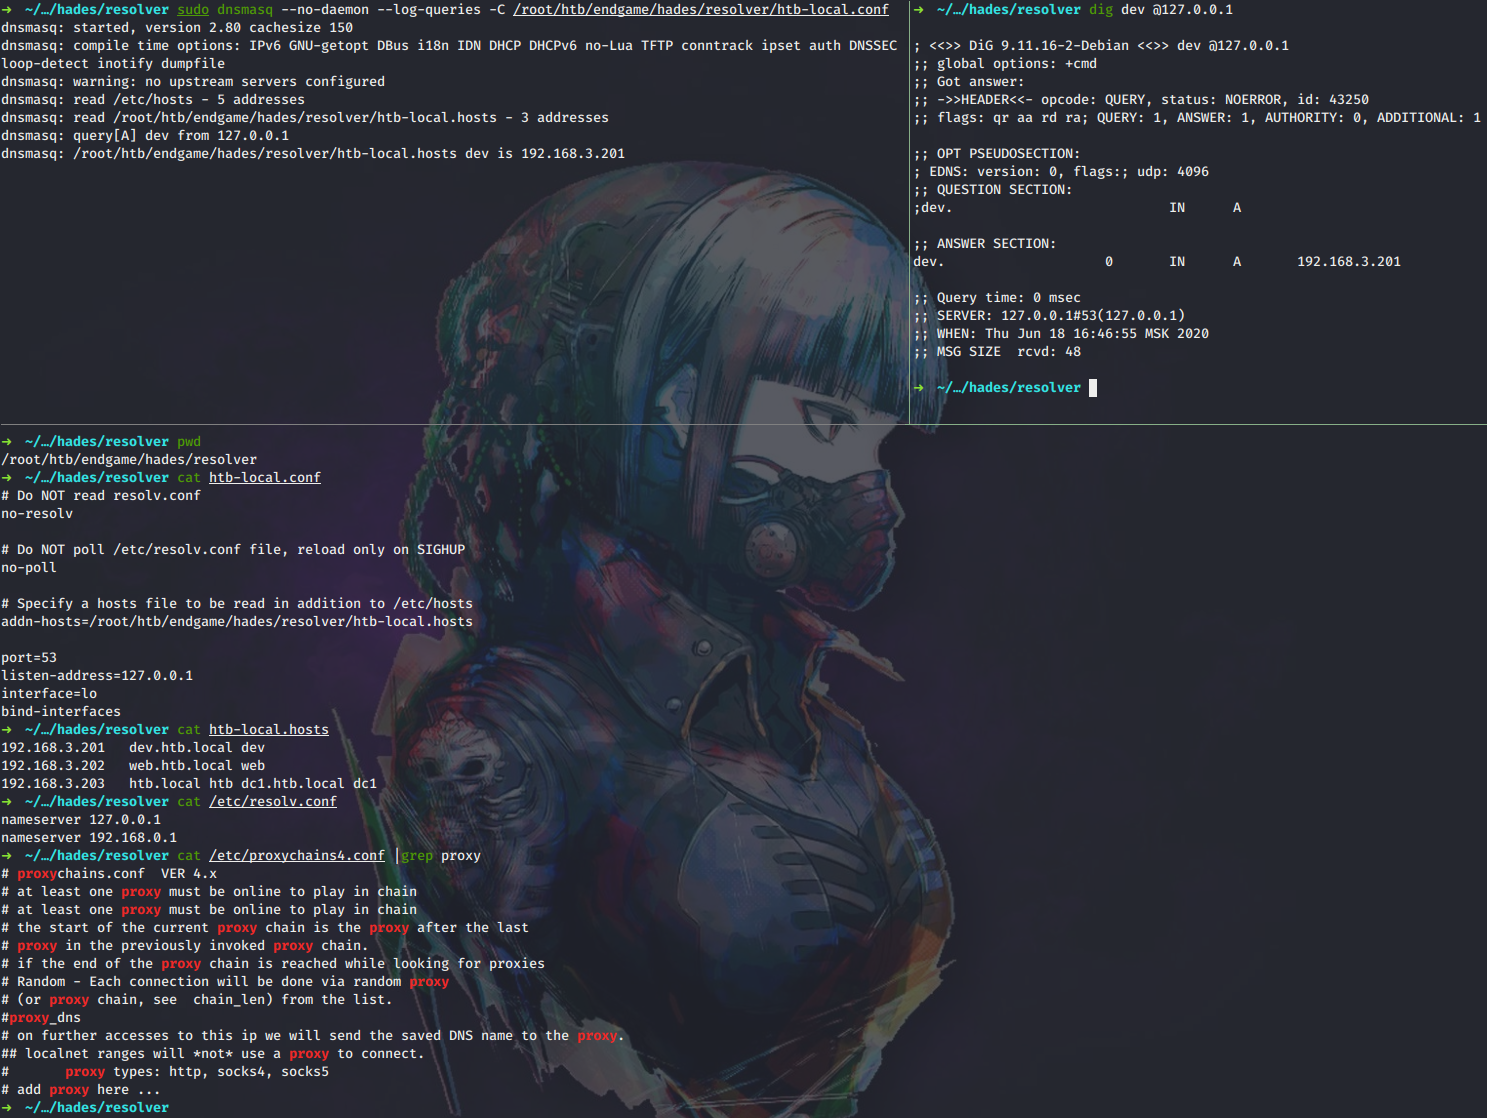 → ~/…/hades/resolver sudo dnsmasq --no-daemon --log-queries -C /root/htb/endgame/hades/resolver/htb-local.conf
dnsmasq: started, version 2.80 cachesize 150
dnsmasq: compile time options: IPv6 GNU-getopt DBus i18n IDN DHCP DHCPv6 no-Lua TFTP conntrack ipset auth DNSSEC
loop-detect inotify dumpfile
dnsmasq: warning: no upstream servers configured
dnsmasq: read /etc/hosts - 5 addresses
dnsmasq: read /root/htb/endgame/hades/resolver/htb-local.hosts - 3 addresses
dnsmasq: query[A] dev from 127.0.0.1
dnsmasq: /root/htb/endgame/hades/resolver/htb-local.hosts dev is 192.168.3.201
→ ~/…/hades/resolver dig dev @127.0.0.1
; <<>> DiG 9.11.16-2-Debian <<>> dev @127.0.0.1
;; global options: +cmd
;; Got answer:
;; ->>HEADER<<- opcode: QUERY, status: NOERROR, id: 43250
;; flags: qr aa rd ra; QUERY: 1, ANSWER: 1, AUTHORITY: 0, ADDITIONAL: 1
;; OPT PSEUDOSECTION:
; EDNS: version: 0, flags:; udp: 4096
;; QUESTION SECTION:
;dev. IN A
;; ANSWER SECTION:
dev. 0 IN A 192.168.3.201
;; Query time: 0 msec
;; SERVER: 127.0.0.1#53(127.0.0.1)
;; WHEN: Thu Jun 18 16:46:55 MSK 2020
;; MSG SIZE rcvd: 48
→ ~/…/hades/resolver
→ ~/…/hades/resolver pwd
/root/htb/endgame/hades/resolver
→ ~/…/hades/resolver cat htb-local.conf
# Do NOT read resolv.conf
no-resolv
# Do NOT poll /etc/resolv.conf file, reload only on SIGHUP
no-poll
# Specify a hosts file to be read in addition to /etc/hosts
addn-hosts=/root/htb/endgame/hades/resolver/htb-local.hosts
port=53
listen-address=127.0.0.1
interface=lo
bind-interfaces
→ ~/…/hades/resolver cat htb-local.hosts
192.168.3.201 dev.htb.local dev
192.168.3.202 web.htb.local web
192.168.3.203 htb.local htb dc1.htb.local dc1
→ ~/…/hades/resolver cat /etc/resolv.conf
nameserver 127.0.0.1
nameserver 192.168.0.1
→ ~/…/hades/resolver cat /etc/proxychains4.conf |grep proxy
# proxychains.conf VER 4.x
# at least one proxy must be online to play in chain
# at least one proxy must be online to play in chain
# the start of the current proxy chain is the proxy after the last
# proxy in the previously invoked proxy chain.
# if the end of the proxy chain is reached while looking for proxies
# Random - Each connection will be done via random proxy
# (or proxy chain, see chain_len) from the list.
#proxy_dns
# on further accesses to this ip we will send the saved DNS name to the proxy.
## localnet ranges will *not* use a proxy to connect.
# proxy types: http, socks4, socks5
# add proxy here ...
→ ~/…/hades/resolver